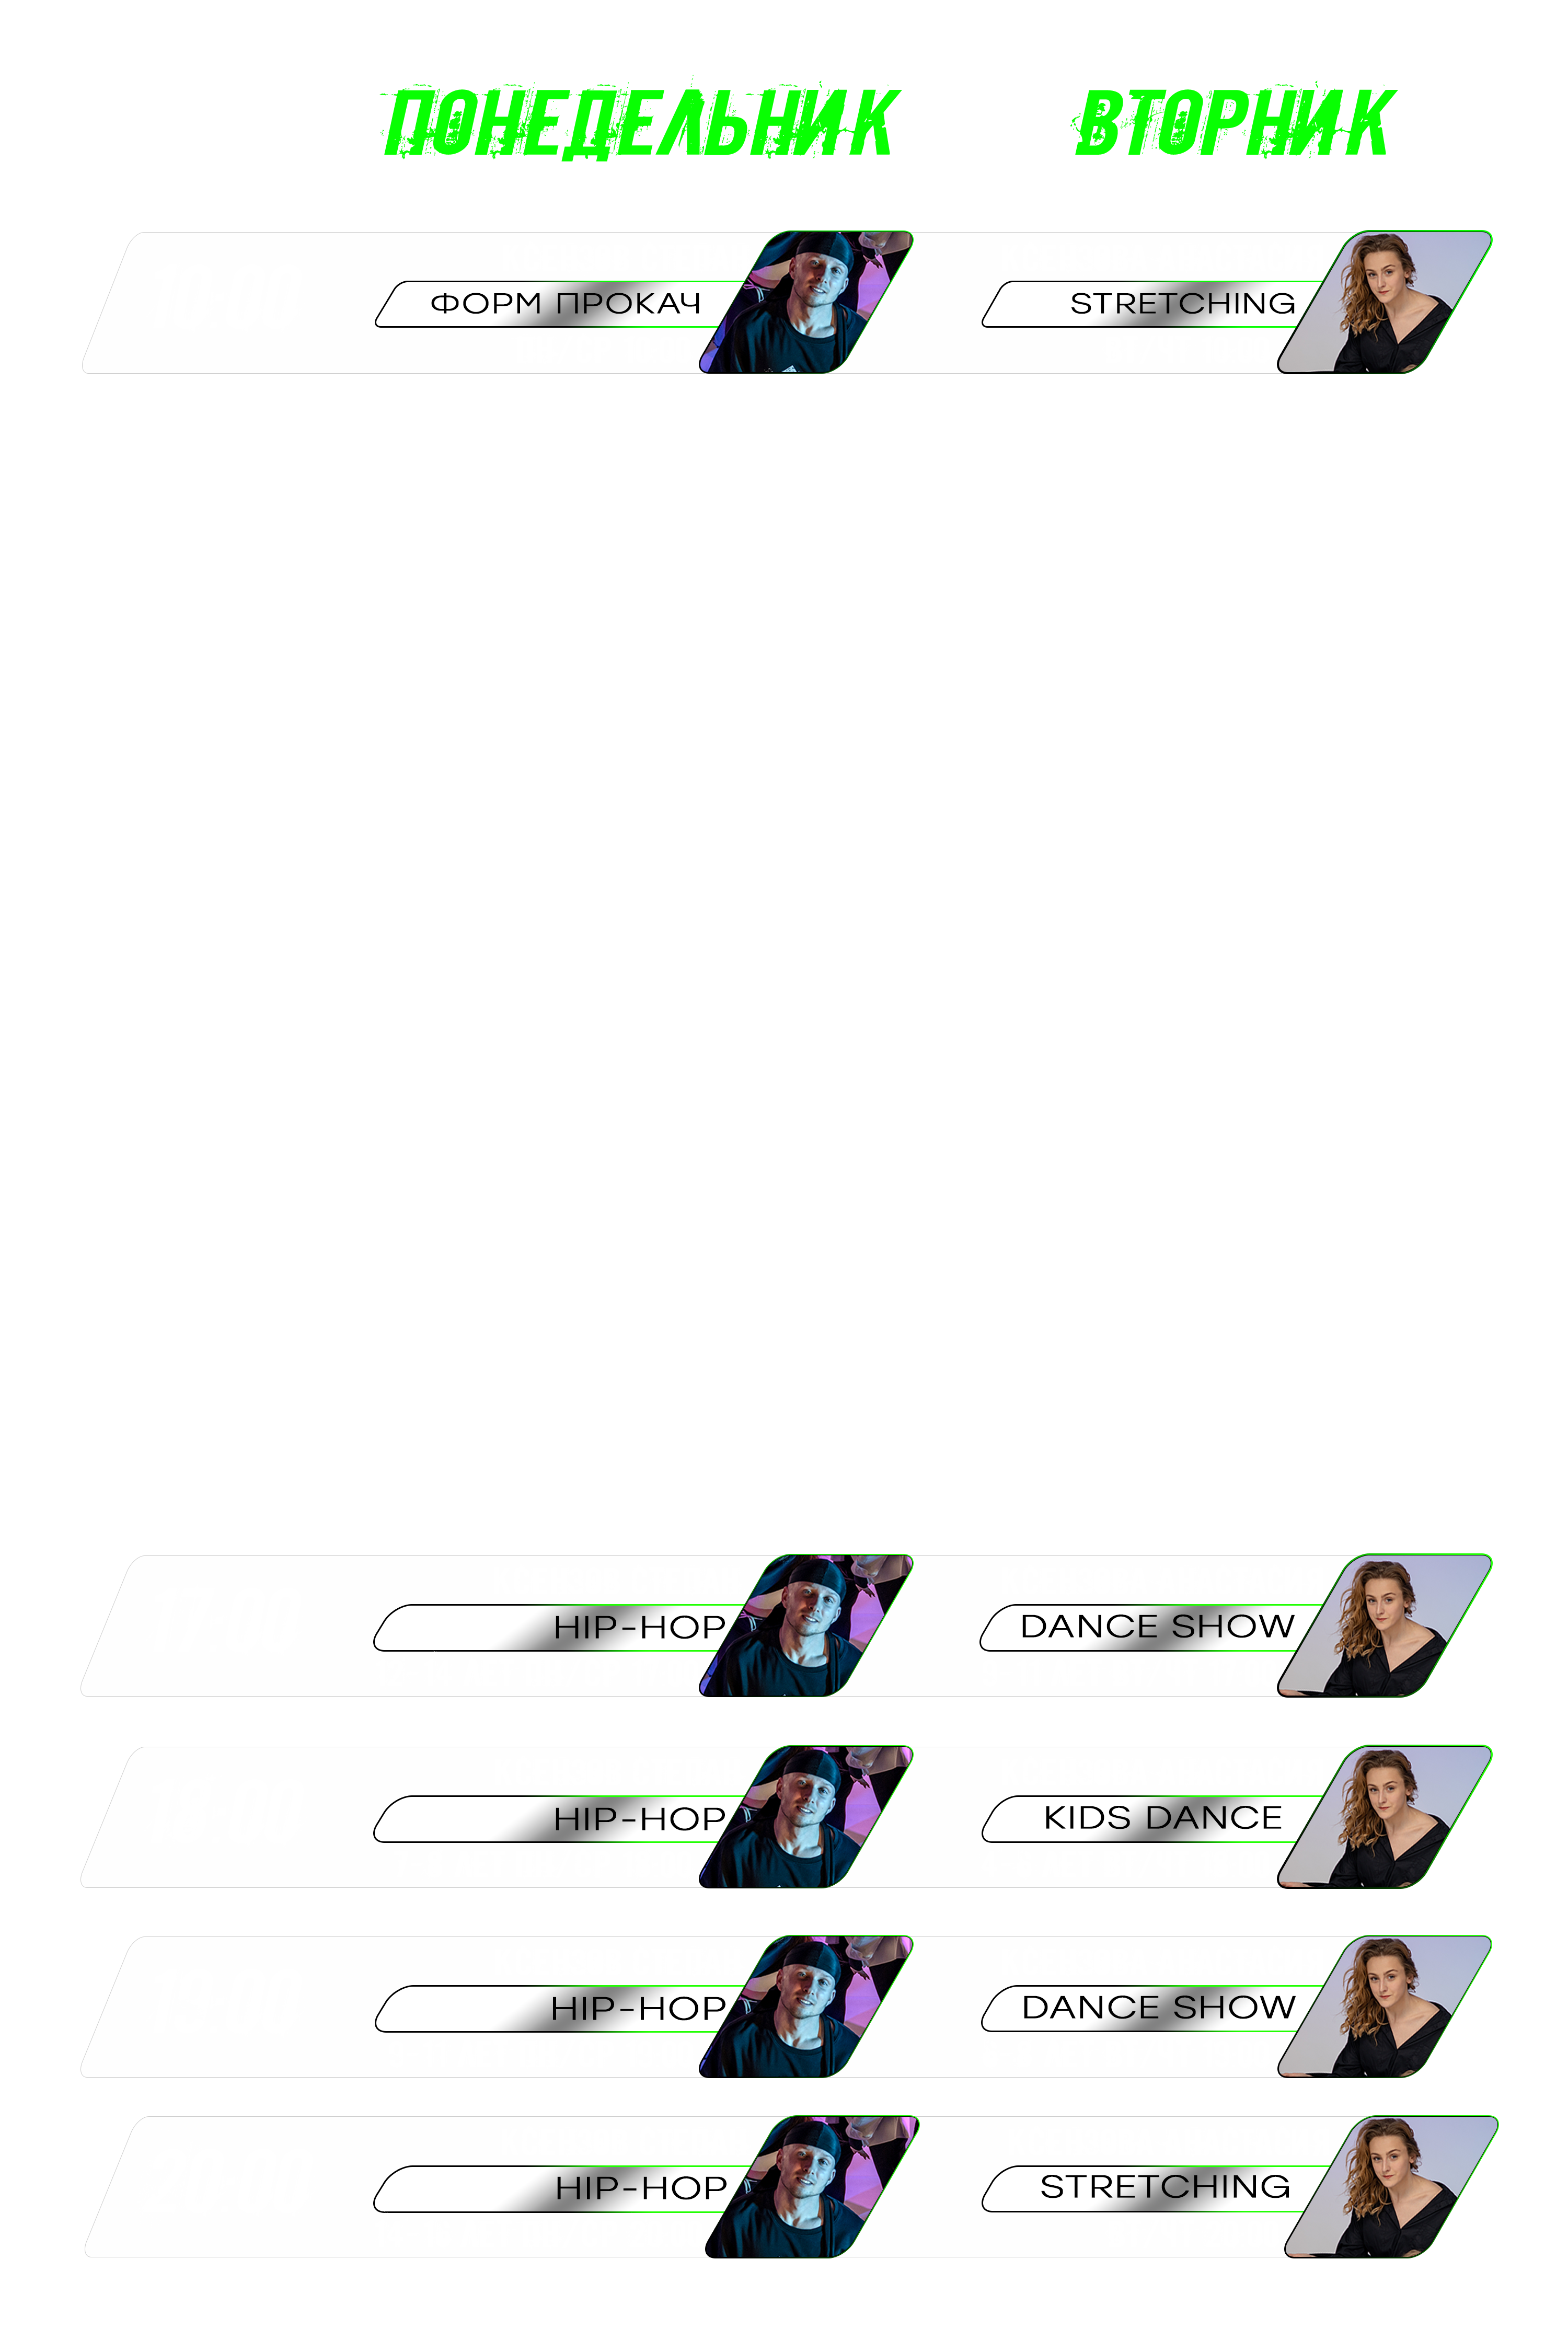 ПОНЕДЕЛЬНИК ВТОРНИК
ФОРМ ПРОКАЧ STRETCHING
HIP-HOP DANCE SHOW
HIP-HOP KIDS DANCE
HIP-HOP DANCE SHOW
HIP-HOP STRETCHING